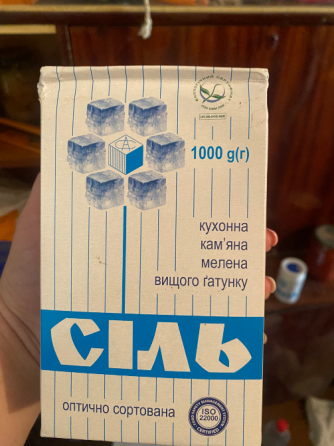 1000 g(г)
кухонна
кам'яна
мелена
вищого ґатунку
СІЛЬ
оптично сортована
ISO
22000